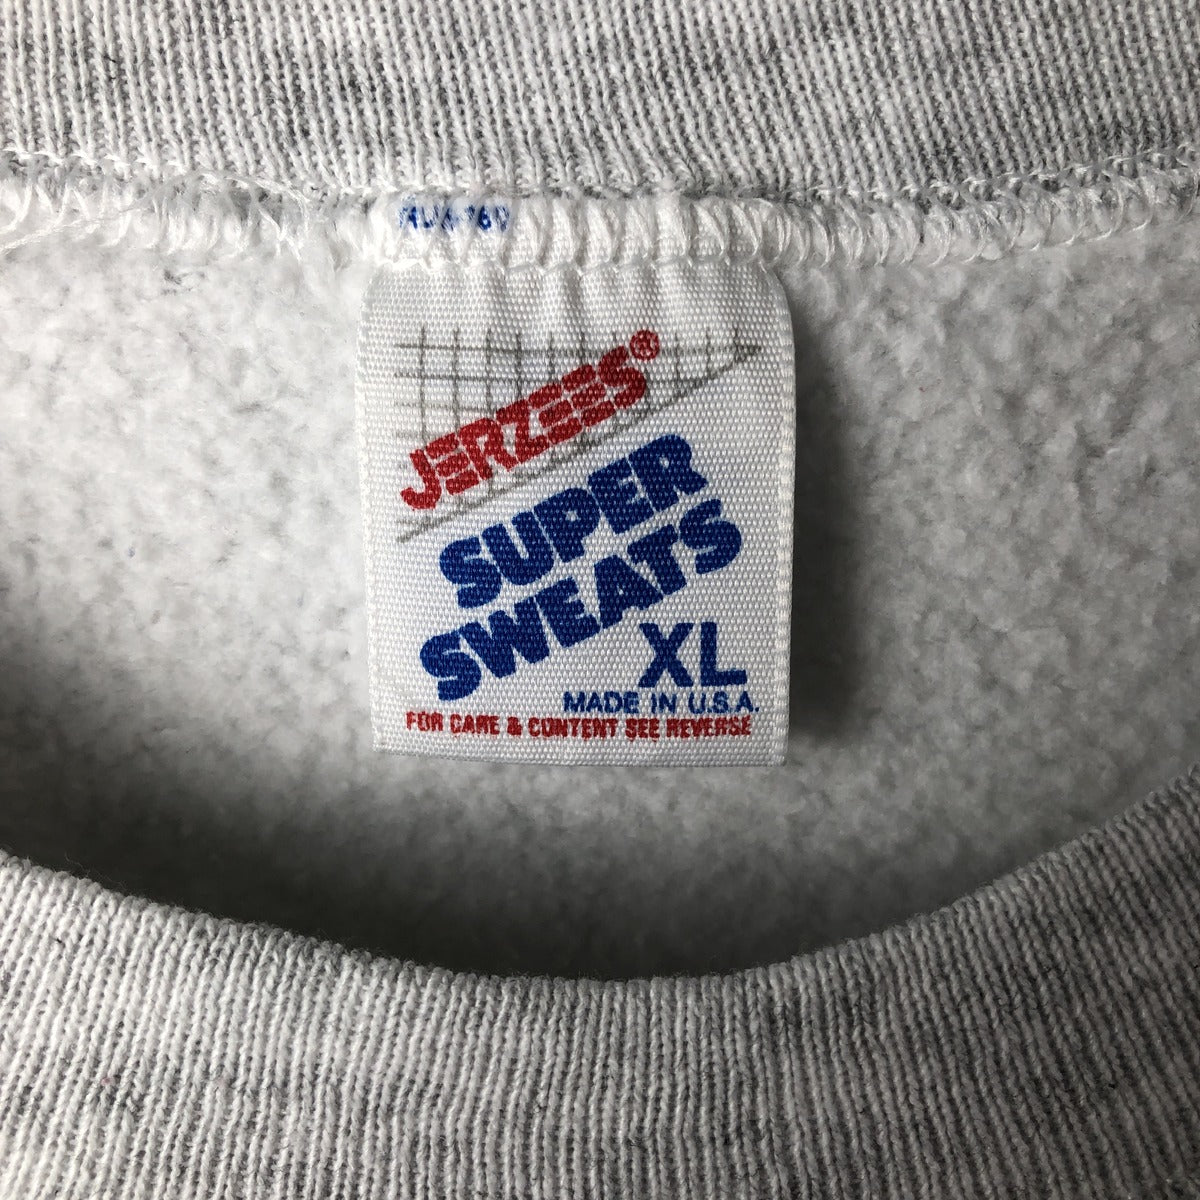 JERZEES®
SUPER
SWEATS
XL
MADE IN U.S.A.
FOR CARE & CONTENT SEE REVERSE